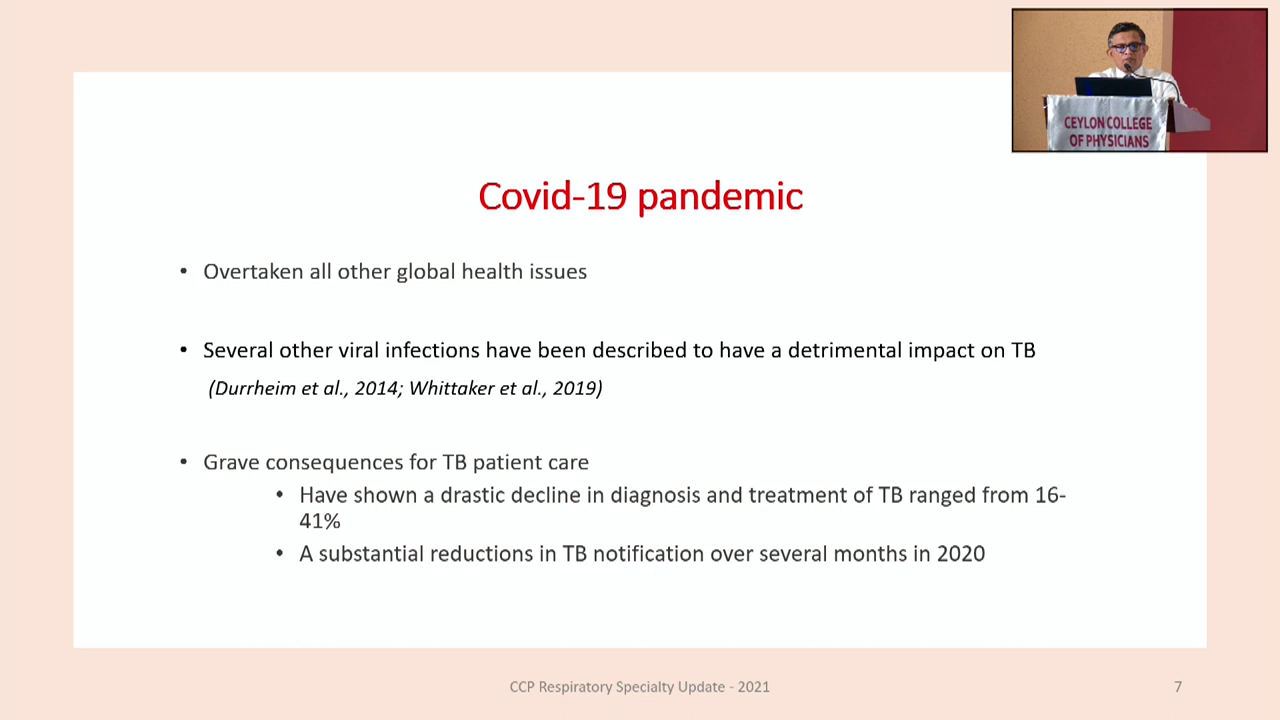 CEYLON COLLEGE
OF PHYSICIANS
Covid-19 pandemic
• Overtaken all other global health issues
• Several other viral infections have been described to have a detrimental impact on TB
(Durrheim et al., 2014; Whittaker et al., 2019)
• Grave consequences for TB patient care
• Have shown a drastic decline in diagnosis and treatment of TB ranged from 16-
41%
• A substantial reductions in TB notification over several months in 2020
CCP Respiratory Specialty Update - 2021
7